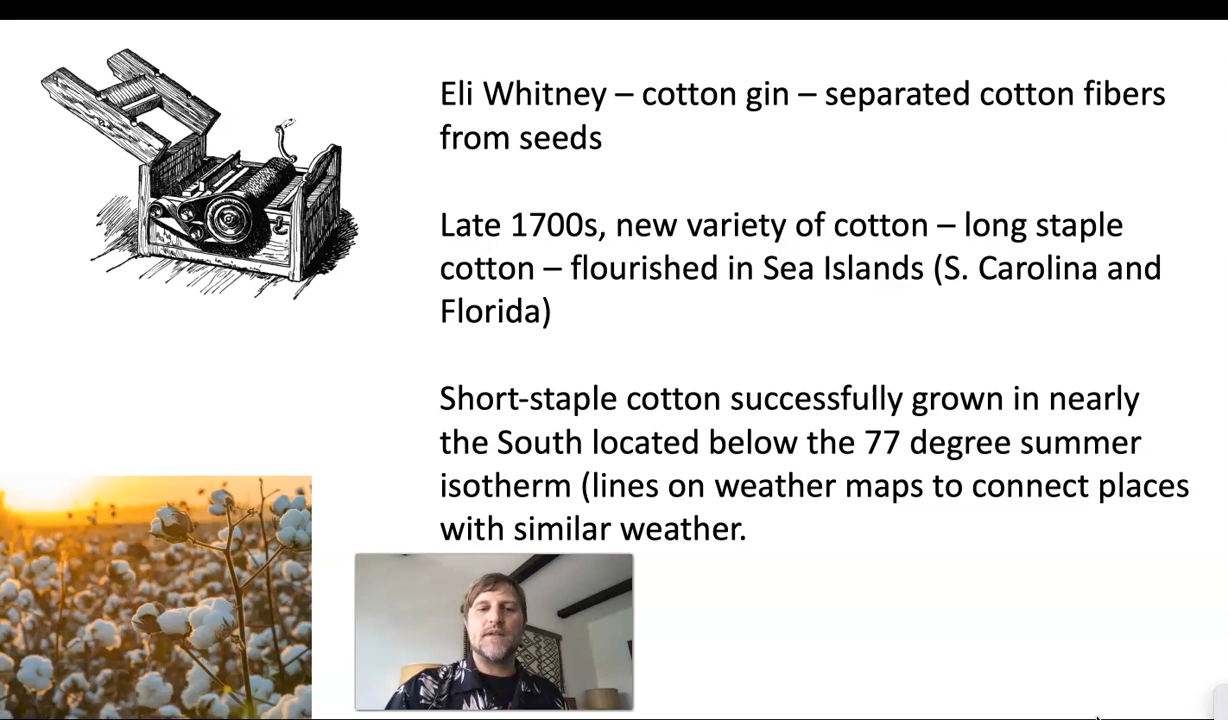 Eli Whitney – cotton gin – separated cotton fibers
from seeds
Late 1700s, new variety of cotton – long staple
cotton – flourished in Sea Islands (S. Carolina and
Florida)
Short-staple cotton successfully grown in nearly
the South located below the 77 degree summer
isotherm (lines on weather maps to connect places
with similar weather.